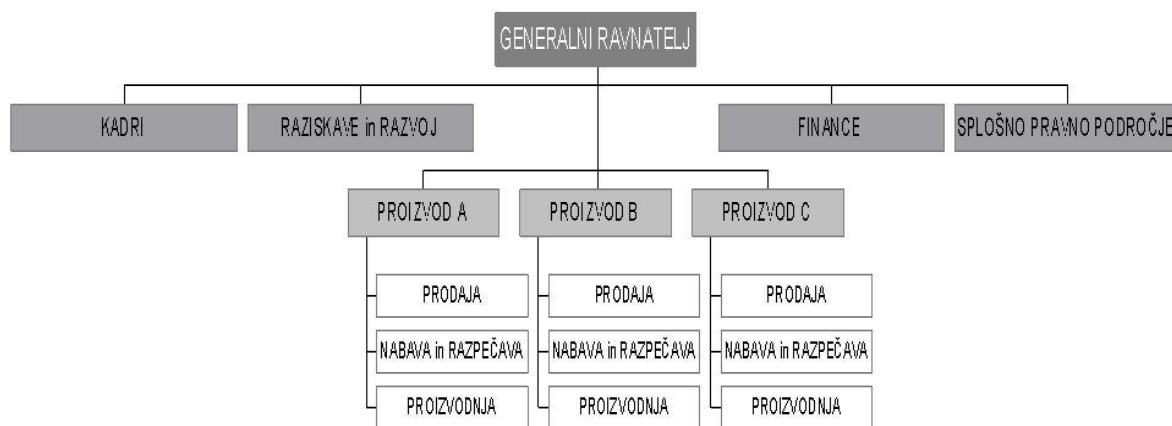 GENERALNI RAVNATELJ
KADRI
RAZISKAVE in RAZVOJ
FINANCE
SPLOŠNO PRAVNO PODROČJE
PROIZVOD A
PROIZVOD B
PROIZVOD C
PRODAJA
PRODAJA
PRODAJA
NABAVA in RAZPEČAVA
NABAVA in RAZPEČAVA
NABAVA in RAZPEČAVA
PROIZVODNJA
PROIZVODNJA
PROIZVODNJA